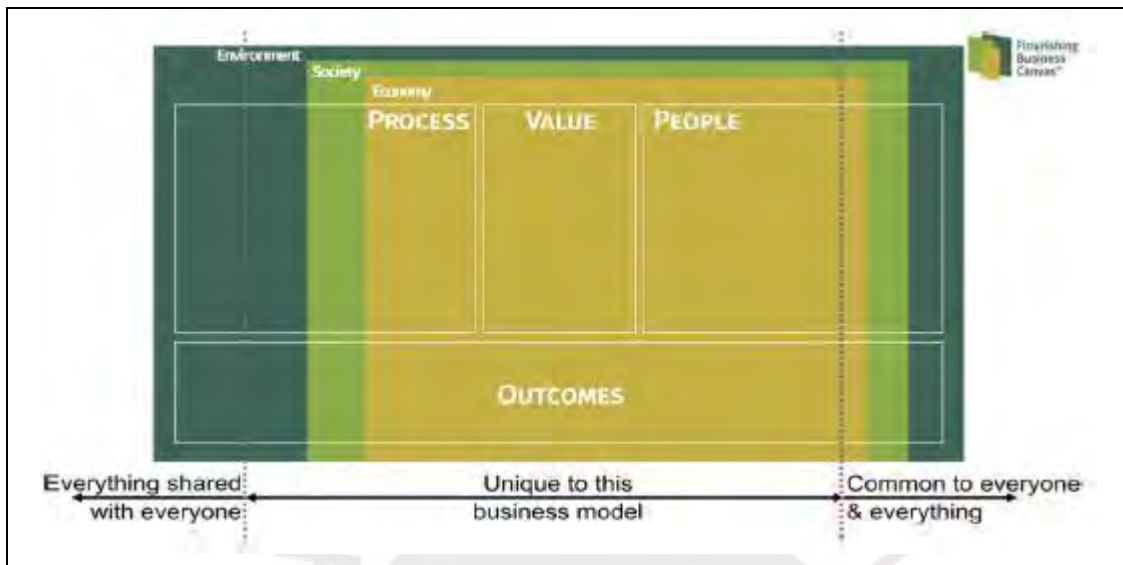 Environment
Society
Economy
Flourishing
Business
Canvas
PROCESS
VALUE
PEOPLE
OUTCOMES
Everything shared
with everyone
Unique to this
business model
Common to everyone
& everything